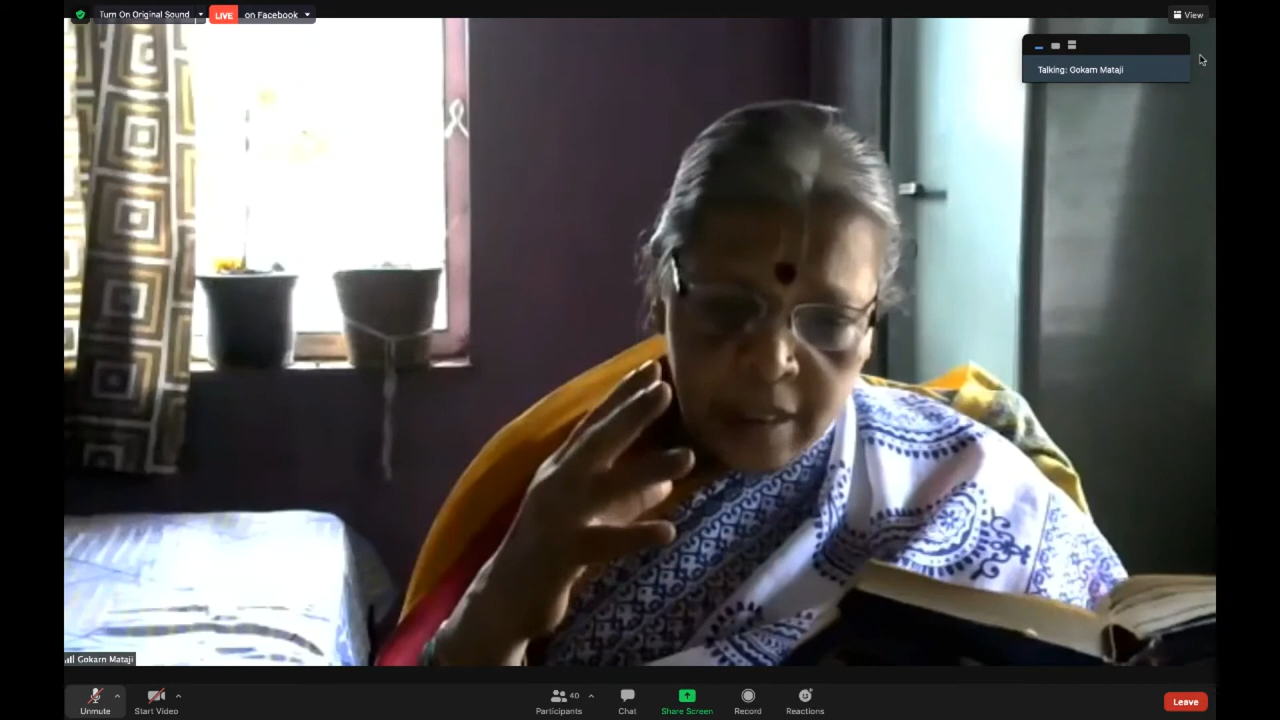 Turn On Original Sound
LIVE on Facebook
View
Talking: Gokarn Mataji
Gokarn Mataji
Unmute
Start Video
40
Participants
Chat
Share Screen
Record
Reactions
Leave